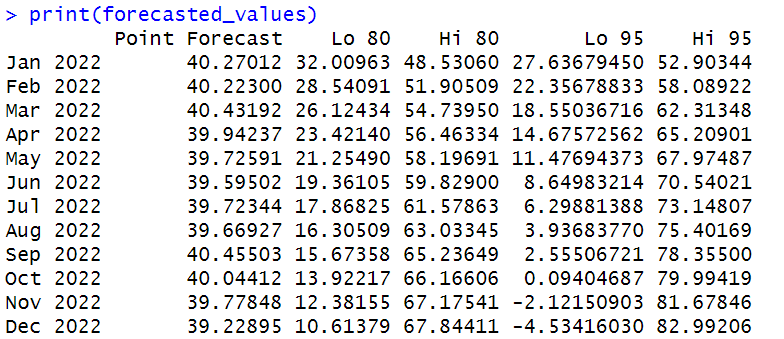 > print(forecasted_values)
         Point Forecast    Lo 80    Hi 80       Lo 95    Hi 95
Jan 2022       40.27012 32.00963 48.53060 27.63679450 52.90344
Feb 2022       40.22300 28.54091 51.90509 22.35678833 58.08922
Mar 2022       40.43192 26.12434 54.73950 18.55036716 62.31348
Apr 2022       39.94237 23.42140 56.46334 14.67572562 65.20901
May 2022       39.72591 21.25490 58.19691 11.47694373 67.97487
Jun 2022       39.59502 19.36105 59.82900  8.64983214 70.54021
Jul 2022       39.72344 17.86825 61.57863  6.29881388 73.14807
Aug 2022       39.66927 16.30509 63.03345  3.93683770 75.40169
Sep 2022       40.45503 15.67358 65.23649  2.55506721 78.35500
Oct 2022       40.04412 13.92217 66.16606  0.09404687 79.99419
Nov 2022       39.77848 12.38155 67.17541 -2.12150903 81.67846
Dec 2022       39.22895 10.61379 67.84411 -4.53416030 82.99206